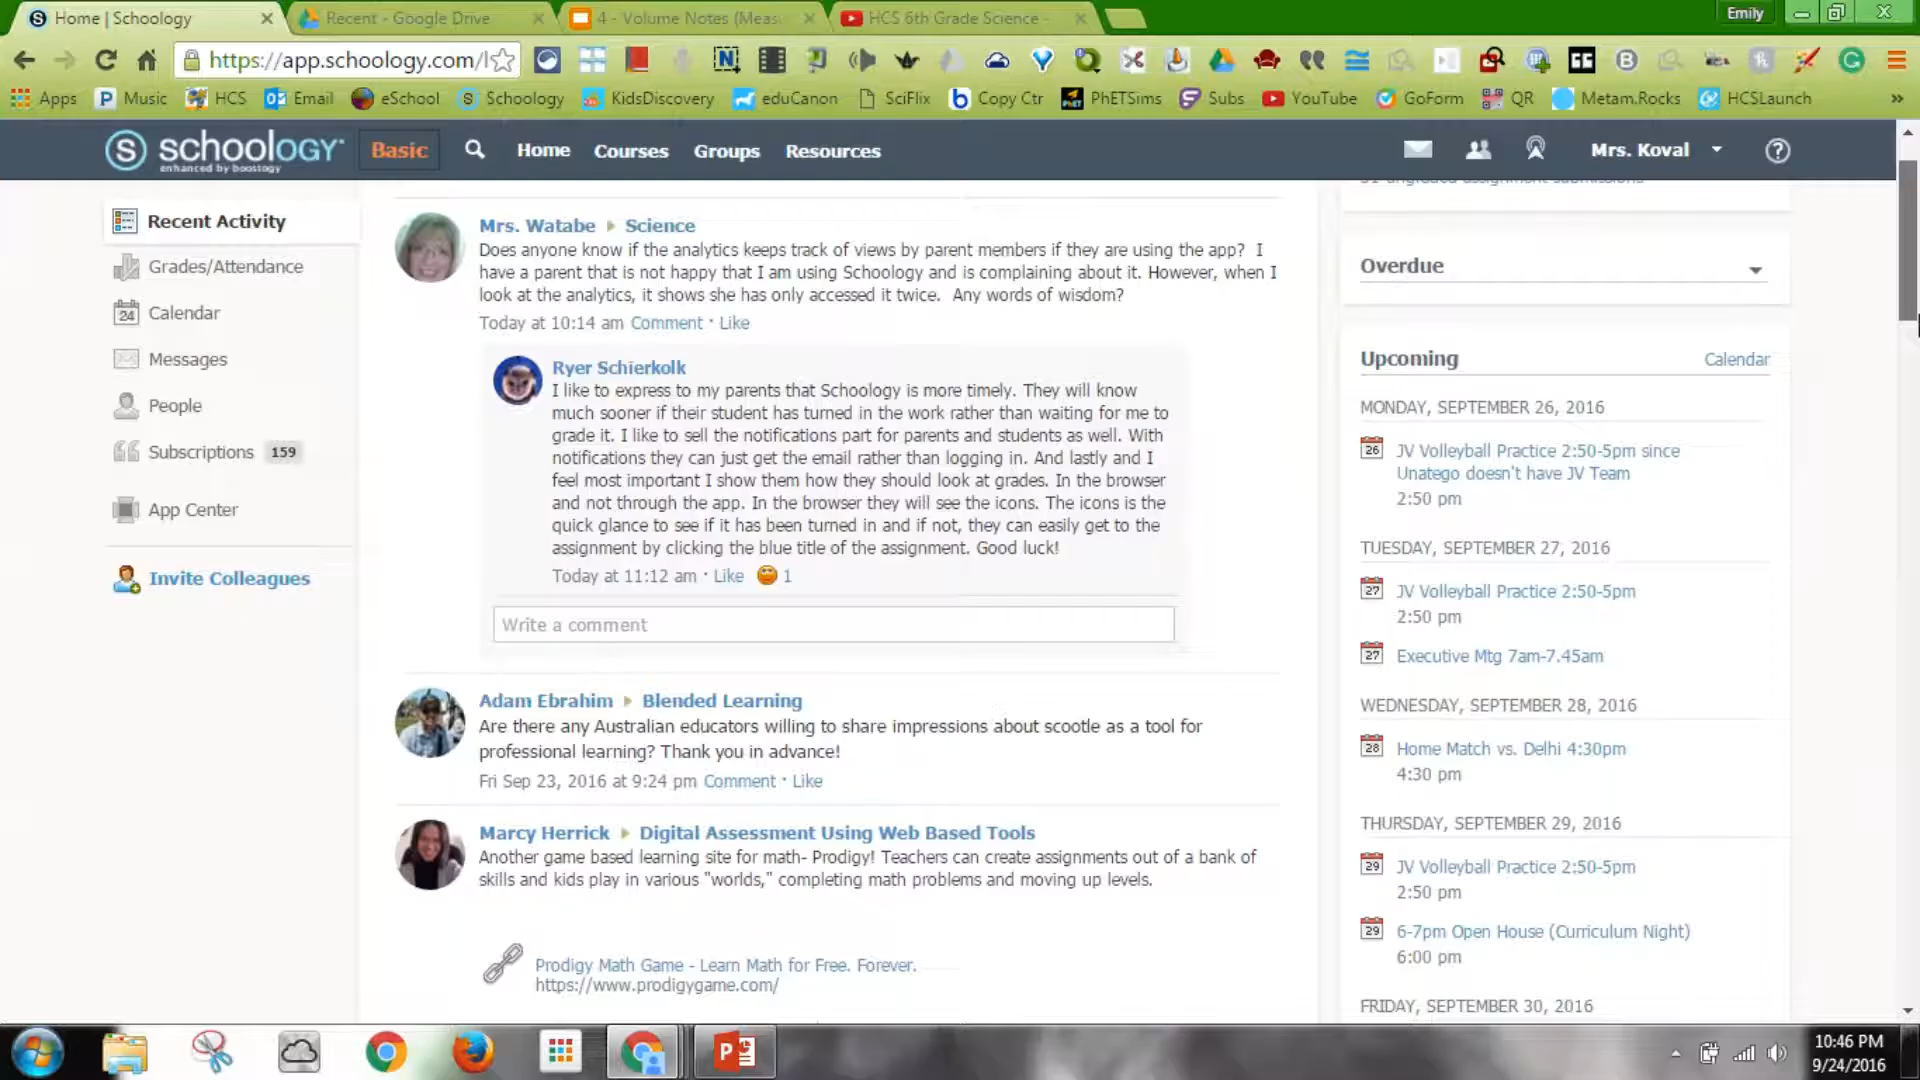 Home | Schoology
Recent - Google Drive
4 - Volume Notes (Meas
HCS 6th Grade Science -
Emily
https://app.schoology.com/
Apps
Music
HCS
Email
eSchool
Schoology
KidsDiscovery
eduCanon
SciFlix
Copy Ctr
PhETSims
Subs
YouTube
GoForm
QR
Metam.Rocks
HCSLaunch
schoology
enhanced by boostogy
Basic
Home
Courses
Groups
Resources
Mrs. Koval
Recent Activity
Grades/Attendance
Calendar
Messages
People
Subscriptions 159
App Center
Invite Colleagues
Mrs. Watabe Science
Does anyone know if the analytics keeps track of views by parent members if they are using the app? I
have a parent that is not happy that I am using Schoology and is complaining about it. However, when I
look at the analytics, it shows she has only accessed it twice. Any words of wisdom?
Today at 10:14 am Comment · Like
Ryer Schierkolk
I like to express to my parents that Schoology is more timely. They will know
much sooner if their student has turned in the work rather than waiting for me to
grade it. I like to sell the notifications part for parents and students as well. With
notifications they can just get the email rather than logging in. And lastly and I
feel most important I show them how they should look at grades. In the browser
and not through the app. In the browser they will see the icons. The icons is the
quick glance to see if it has been turned in and if not, they can easily get to the
assignment by clicking the blue title of the assignment. Good luck!
Today at 11:12 am · Like 1
Write a comment
Adam Ebrahim Blended Learning
Are there any Australian educators willing to share impressions about scootle as a tool for
professional learning? Thank you in advance!
Fri Sep 23, 2016 at 9:24 pm Comment · Like
Marcy Herrick Digital Assessment Using Web Based Tools
Another game based learning site for math- Prodigy! Teachers can create assignments out of a bank of
skills and kids play in various "worlds," completing math problems and moving up levels.
Prodigy Math Game - Learn Math for Free. Forever.
https://www.prodigygame.com/
Overdue
Upcoming
Calendar
MONDAY, SEPTEMBER 26, 2016
26 JV Volleyball Practice 2:50-5pm since
Unatego doesn't have JV Team
2:50 pm
TUESDAY, SEPTEMBER 27, 2016
27 JV Volleyball Practice 2:50-5pm
2:50 pm
27 Executive Mtg 7am-7.45am
WEDNESDAY, SEPTEMBER 28, 2016
28 Home Match vs. Delhi 4:30pm
4:30 pm
THURSDAY, SEPTEMBER 29, 2016
29 JV Volleyball Practice 2:50-5pm
2:50 pm
29 6-7pm Open House (Curriculum Night)
6:00 pm
FRIDAY, SEPTEMBER 30, 2016
10:46 PM
9/24/2016